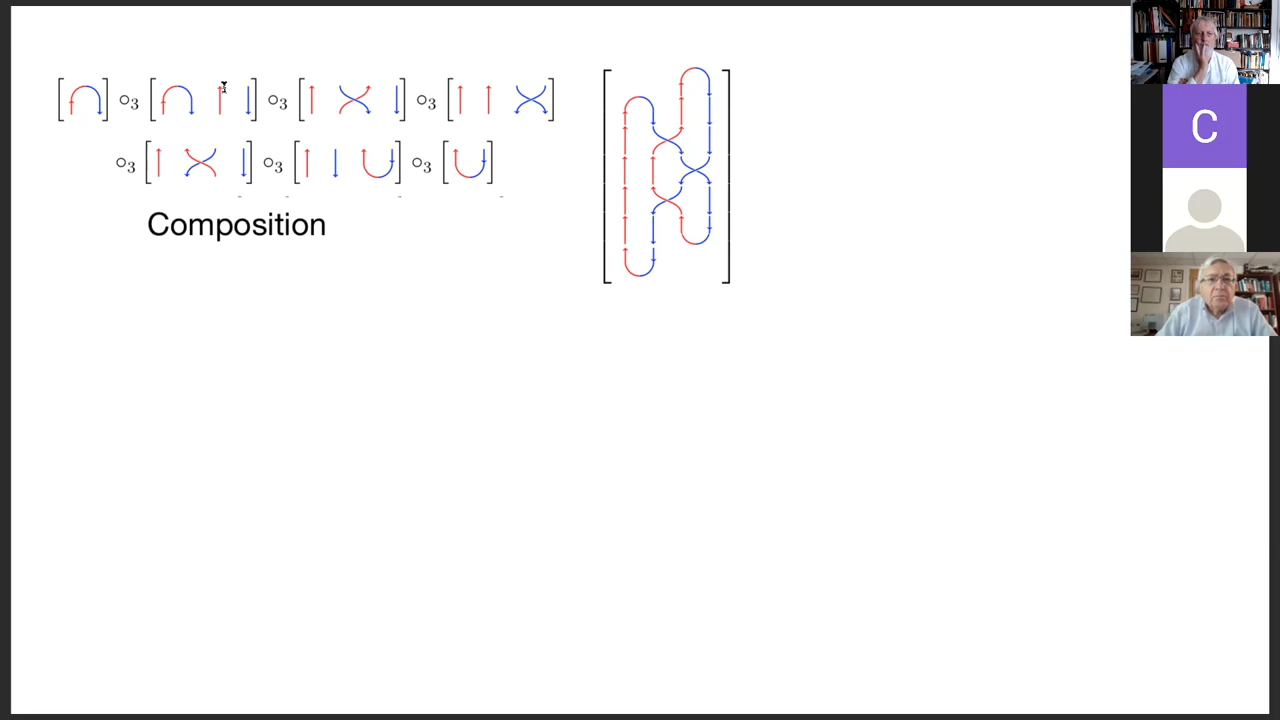 ∘₃ ∘₃ ∘₃
∘₃ ∘₃ ∘₃
Composition
C